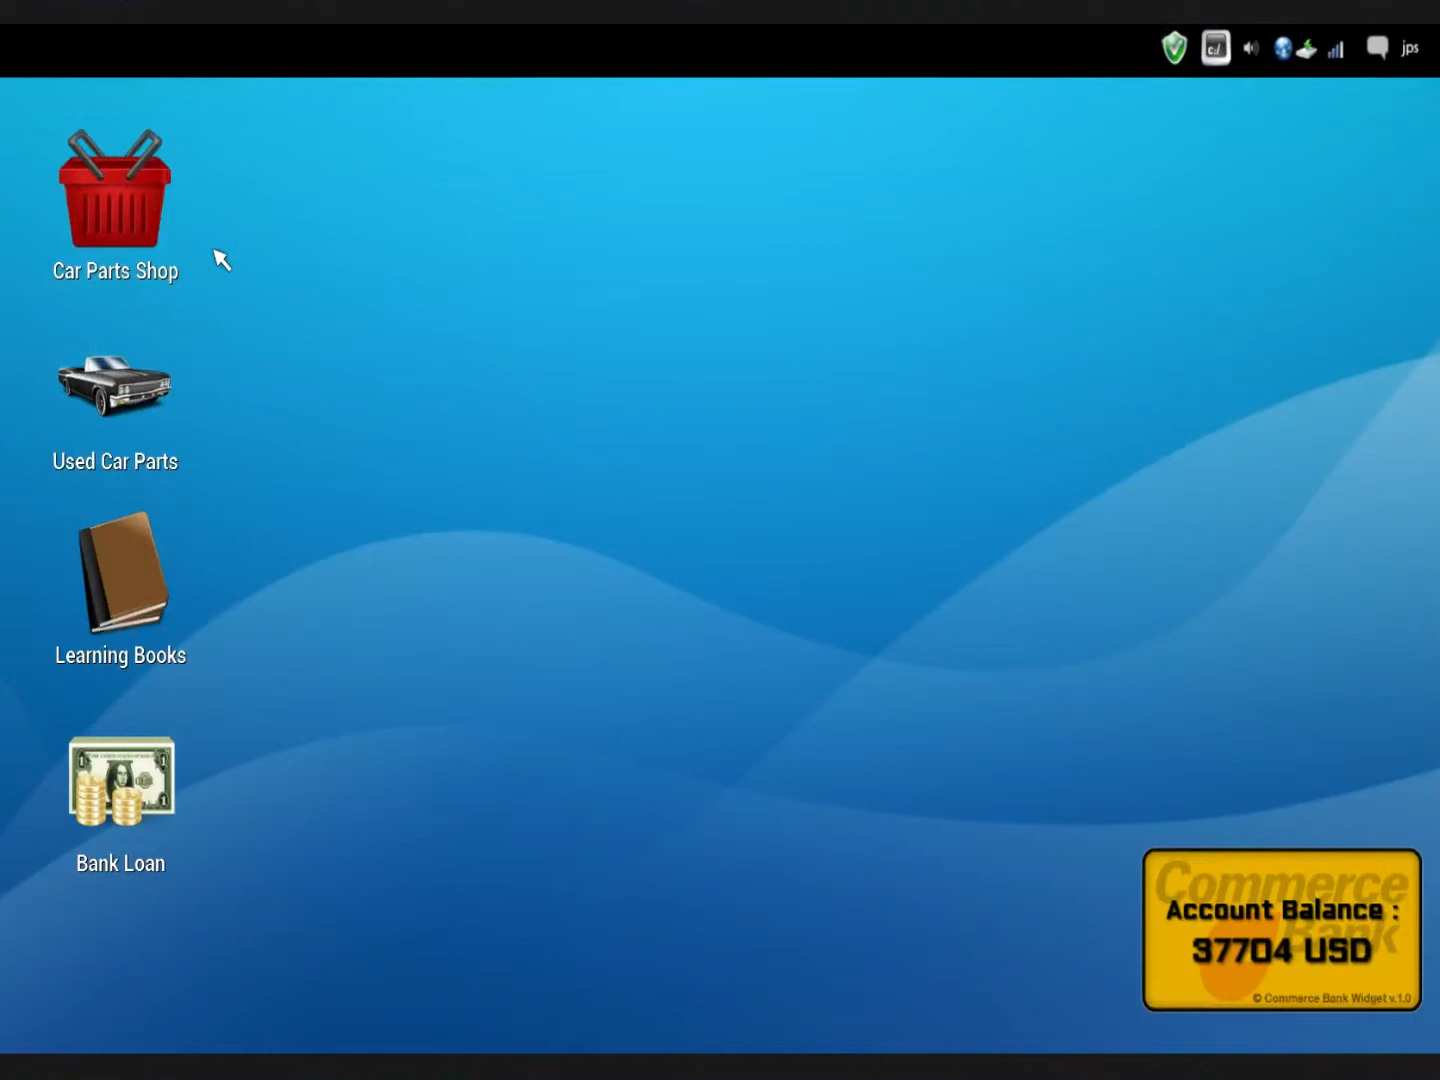 c:/
jps
Car Parts Shop
Used Car Parts
Learning Books
Bank Loan
Commerce
Bank
Account Balance :
37704 USD
© Commerce Bank Widget v.1.0